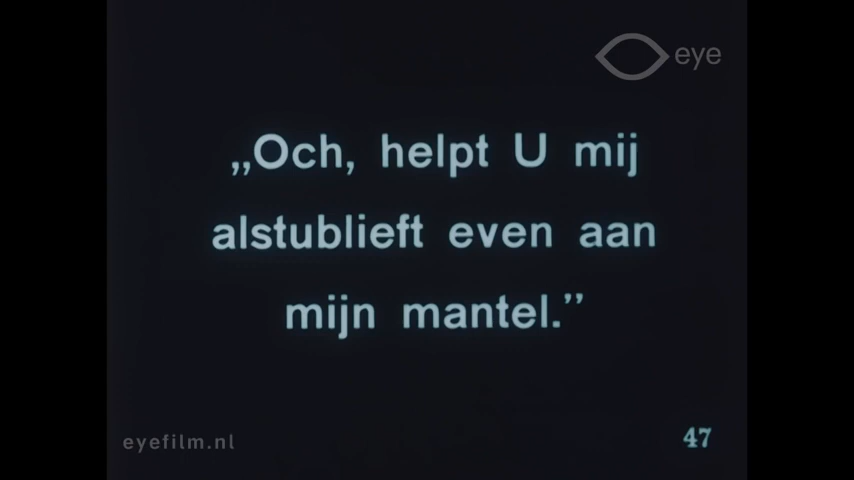 eye
„Och, helpt U mij
alstublieft even aan
mijn mantel.”
eyefilm.nl
47